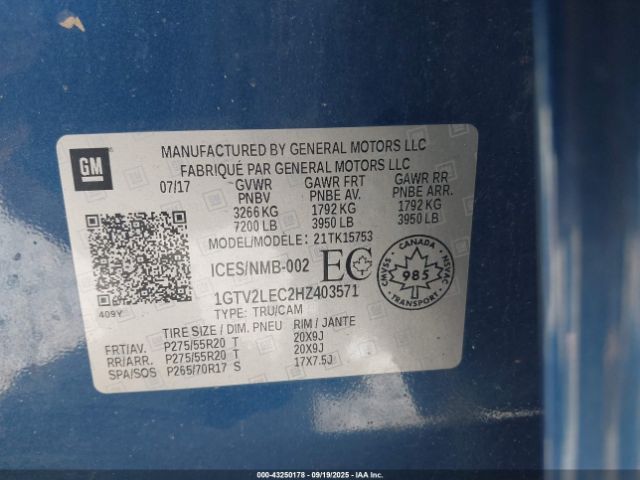 GM
MANUFACTURED BY GENERAL MOTORS LLC
FABRIQUÉ PAR GENERAL MOTORS LLC
07/17 GVWR GAWR FRT GAWR RR
PNBV PNBE AV. PNBE ARR.
3266 KG 1792 KG 1792 KG
7200 LB 3950 LB 3950 LB
MODEL/MODÈLE: 21TK15753
ICES/NMB-002 EC
CANADA
CMVSS 985 NSVAC
TRANSPORT
1GTV2LEC2HZ403571
TYPE: TRU/CAM
409Y
TIRE SIZE / DIM. PNEU RIM / JANTE
FRT/AV. P275/55R20 T 20X9J
RR/ARR. P275/55R20 T 20X9J
SPA/SOS P265/70R17 S 17X7.5J
000-43250178 - 09/19/2025 - IAAI, Inc.